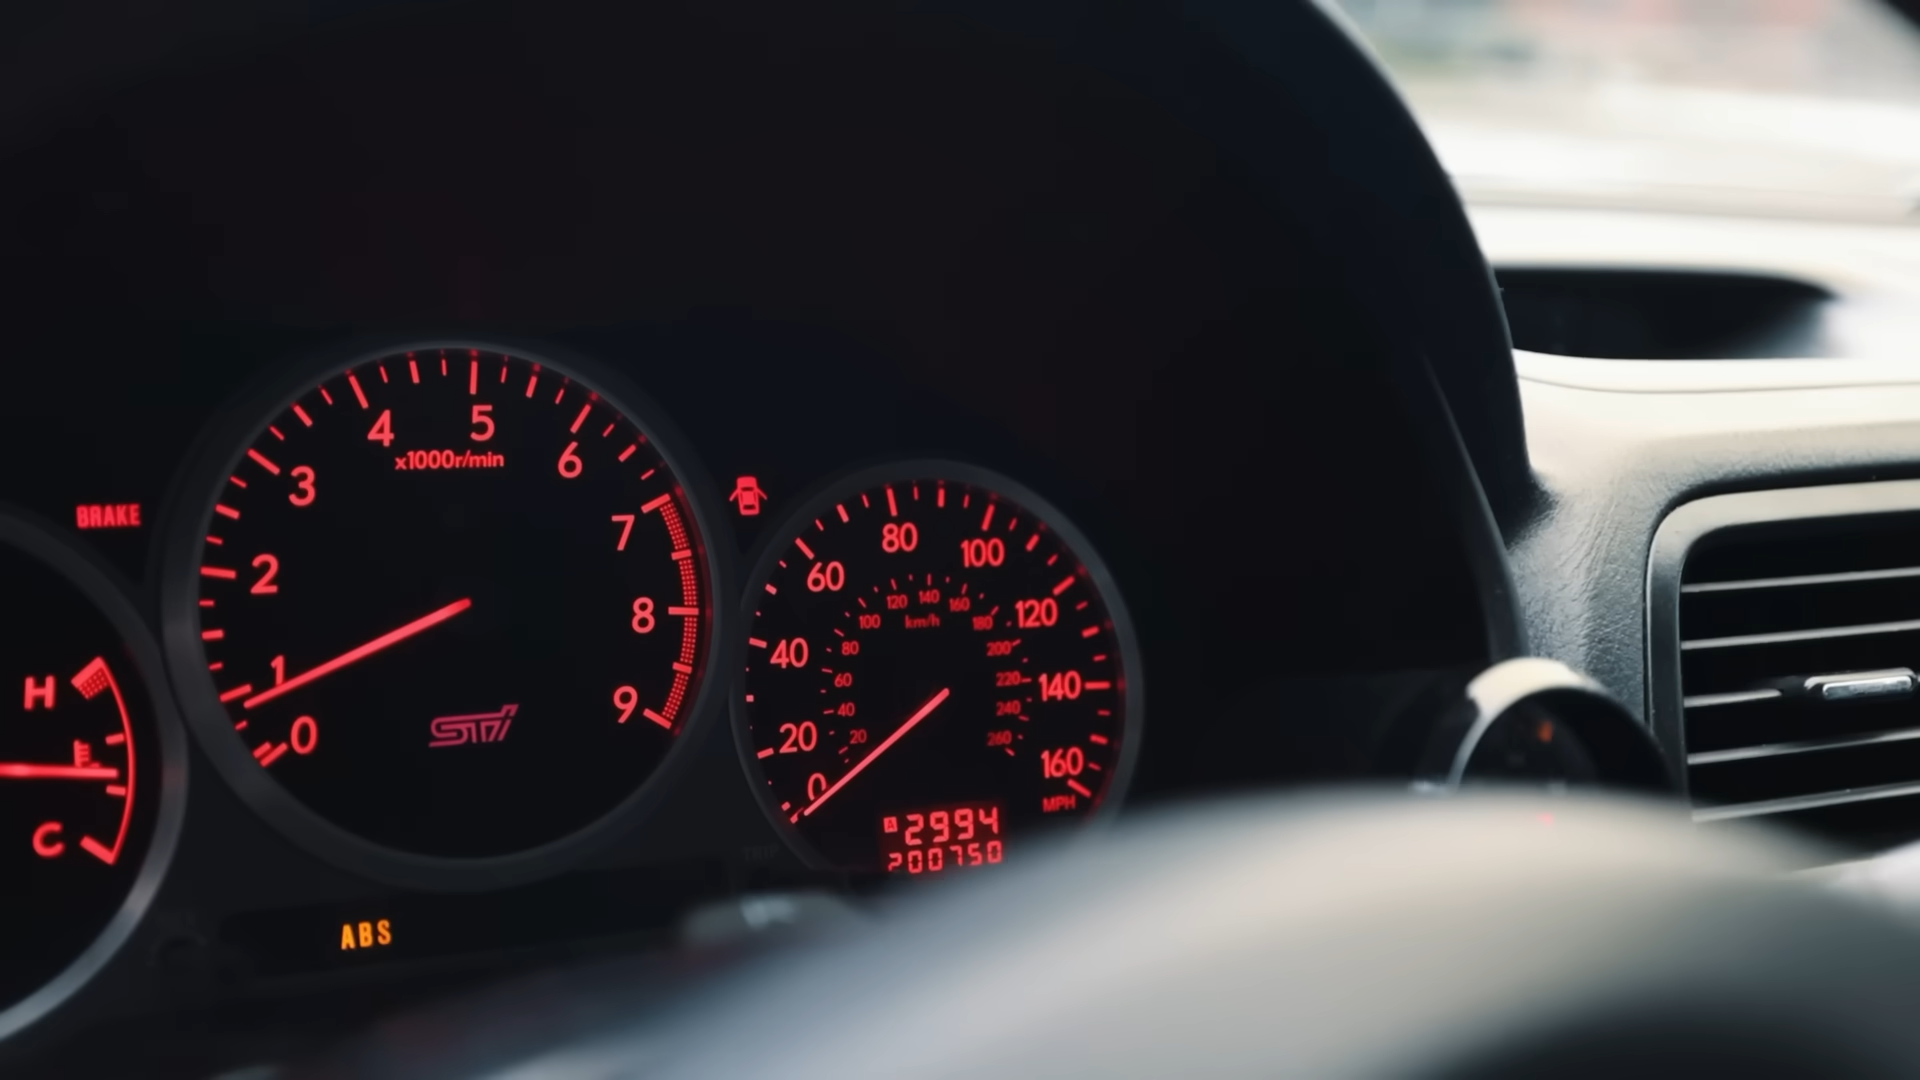 BRAKE
H
C
4 5
x1000r/min
3 6
2 7
8
1
0 9
STi
ABS
80 100
60 120
40 140
20 160
0 MPH
120 140 160
100 km/h 180
80 200
60 220
40 240
20 260
A 2994
200750